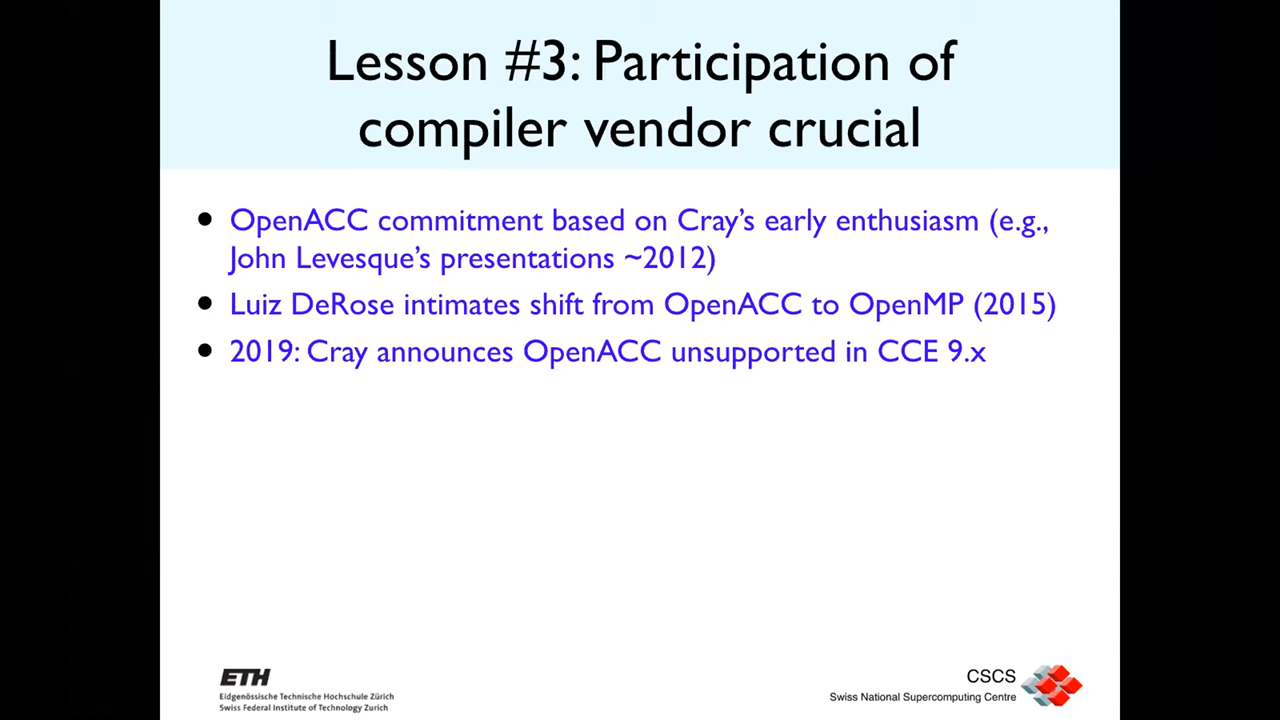 Lesson #3: Participation of
compiler vendor crucial
• OpenACC commitment based on Cray's early enthusiasm (e.g.,
John Levesque's presentations ~2012)
• Luiz DeRose intimates shift from OpenACC to OpenMP (2015)
• 2019: Cray announces OpenACC unsupported in CCE 9.x
ETH
Eidgenössische Technische Hochschule Zürich
Swiss Federal Institute of Technology Zurich
CSCS
Swiss National Supercomputing Centre